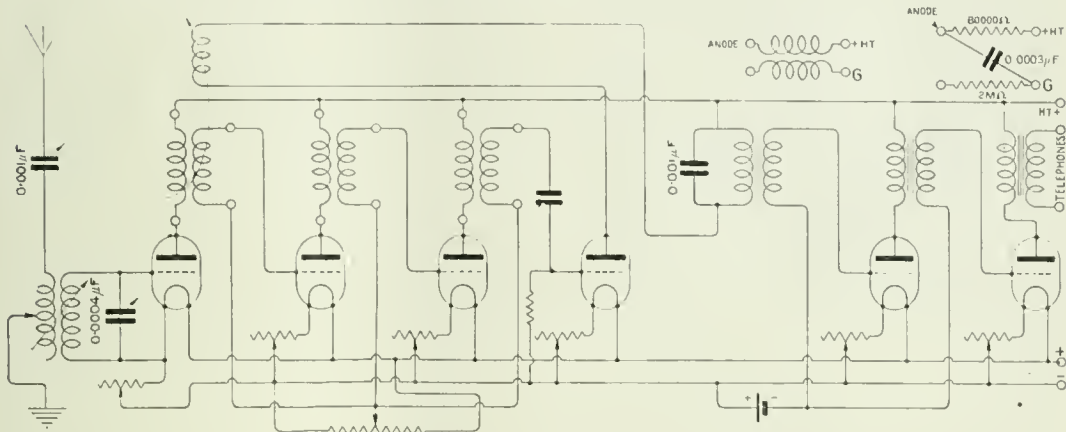 ANODE
80000Ω
+HT
0.0003μF
G
2MΩ
ANODE
+HT
G
HT+
TELEPHONES
0.001μF
0.001μF
0.0004μF
+
-
+ -